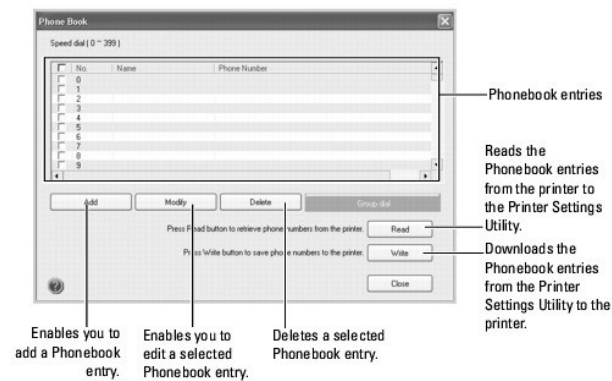 Phone Book
Speed dial ( 0 ~ 399 )
No. Name Phone Number
0
1
2
3
4
5
6
7
8
9
Add Modify Delete Group dial
Press Read button to retrieve phone numbers from the printer. Read
Press Write button to save phone numbers to the printer. Write
Close
Phonebook entries
Reads the
Phonebook entries
from the printer to
the Printer Settings
Utility.
Downloads the
Phonebook entries
from the Printer
Settings Utility to the
printer.
Enables you to
add a Phonebook
entry.
Enables you to
edit a selected
Phonebook entry.
Deletes a selected
Phonebook entry.